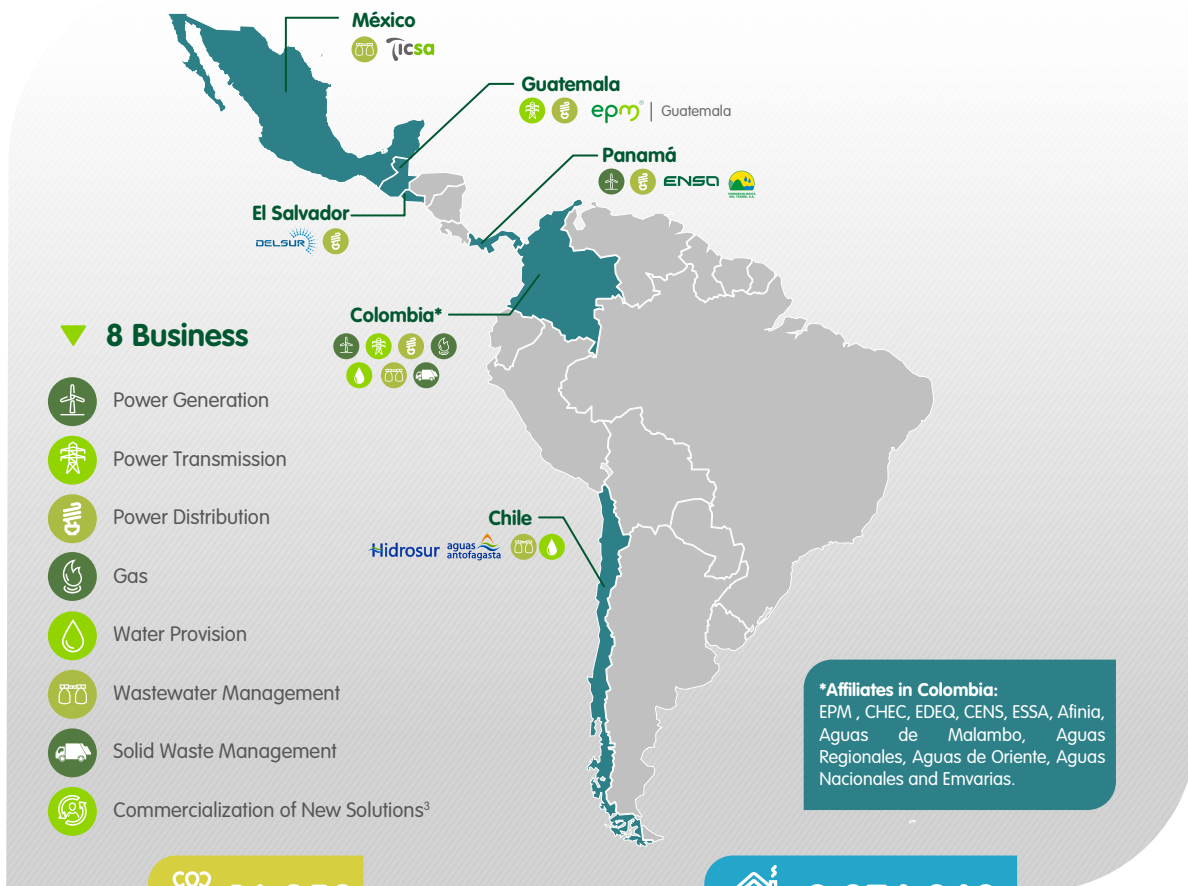 México
Ticsa
Guatemala
epm® | Guatemala
Panamá
ENSA
El Salvador
DELSUR
Colombia*
8 Business
Power Generation
Power Transmission
Power Distribution
Gas
Water Provision
Wastewater Management
Solid Waste Management
Commercialization of New Solutions³
Chile
Hidrosur
aguas
antofagasta
*Affiliates in Colombia:
EPM , CHEC, EDEQ, CENS, ESSA, Afinia,
Aguas de Malambo, Aguas
Regionales, Aguas de Oriente, Aguas
Nacionales and Emvarias.